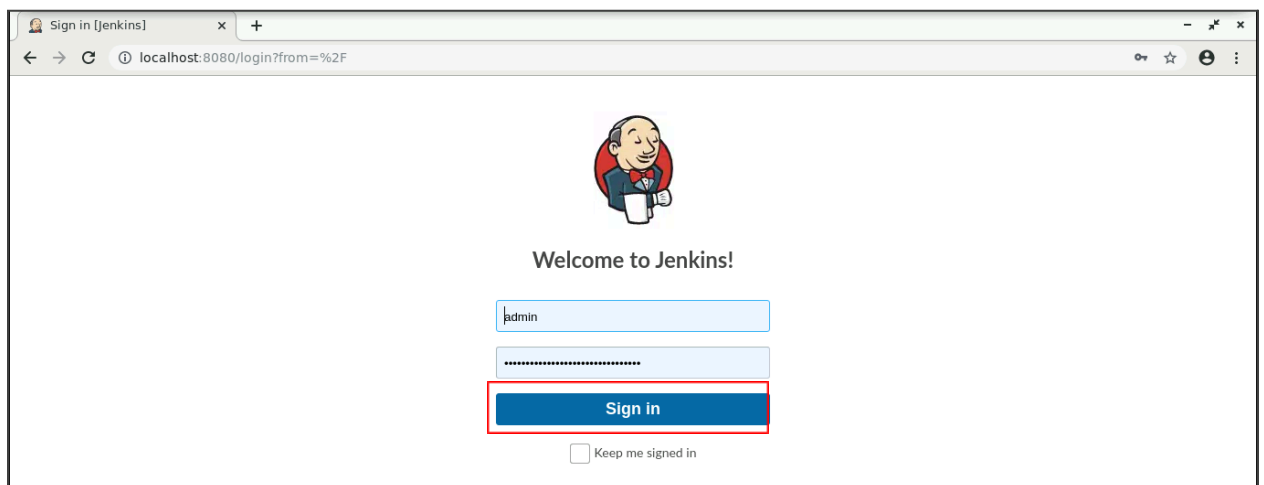 Sign in [Jenkins]
localhost:8080/login?from=%2F
Welcome to Jenkins!
admin
••••••••••••••••••••••••••••••••
Sign in
Keep me signed in